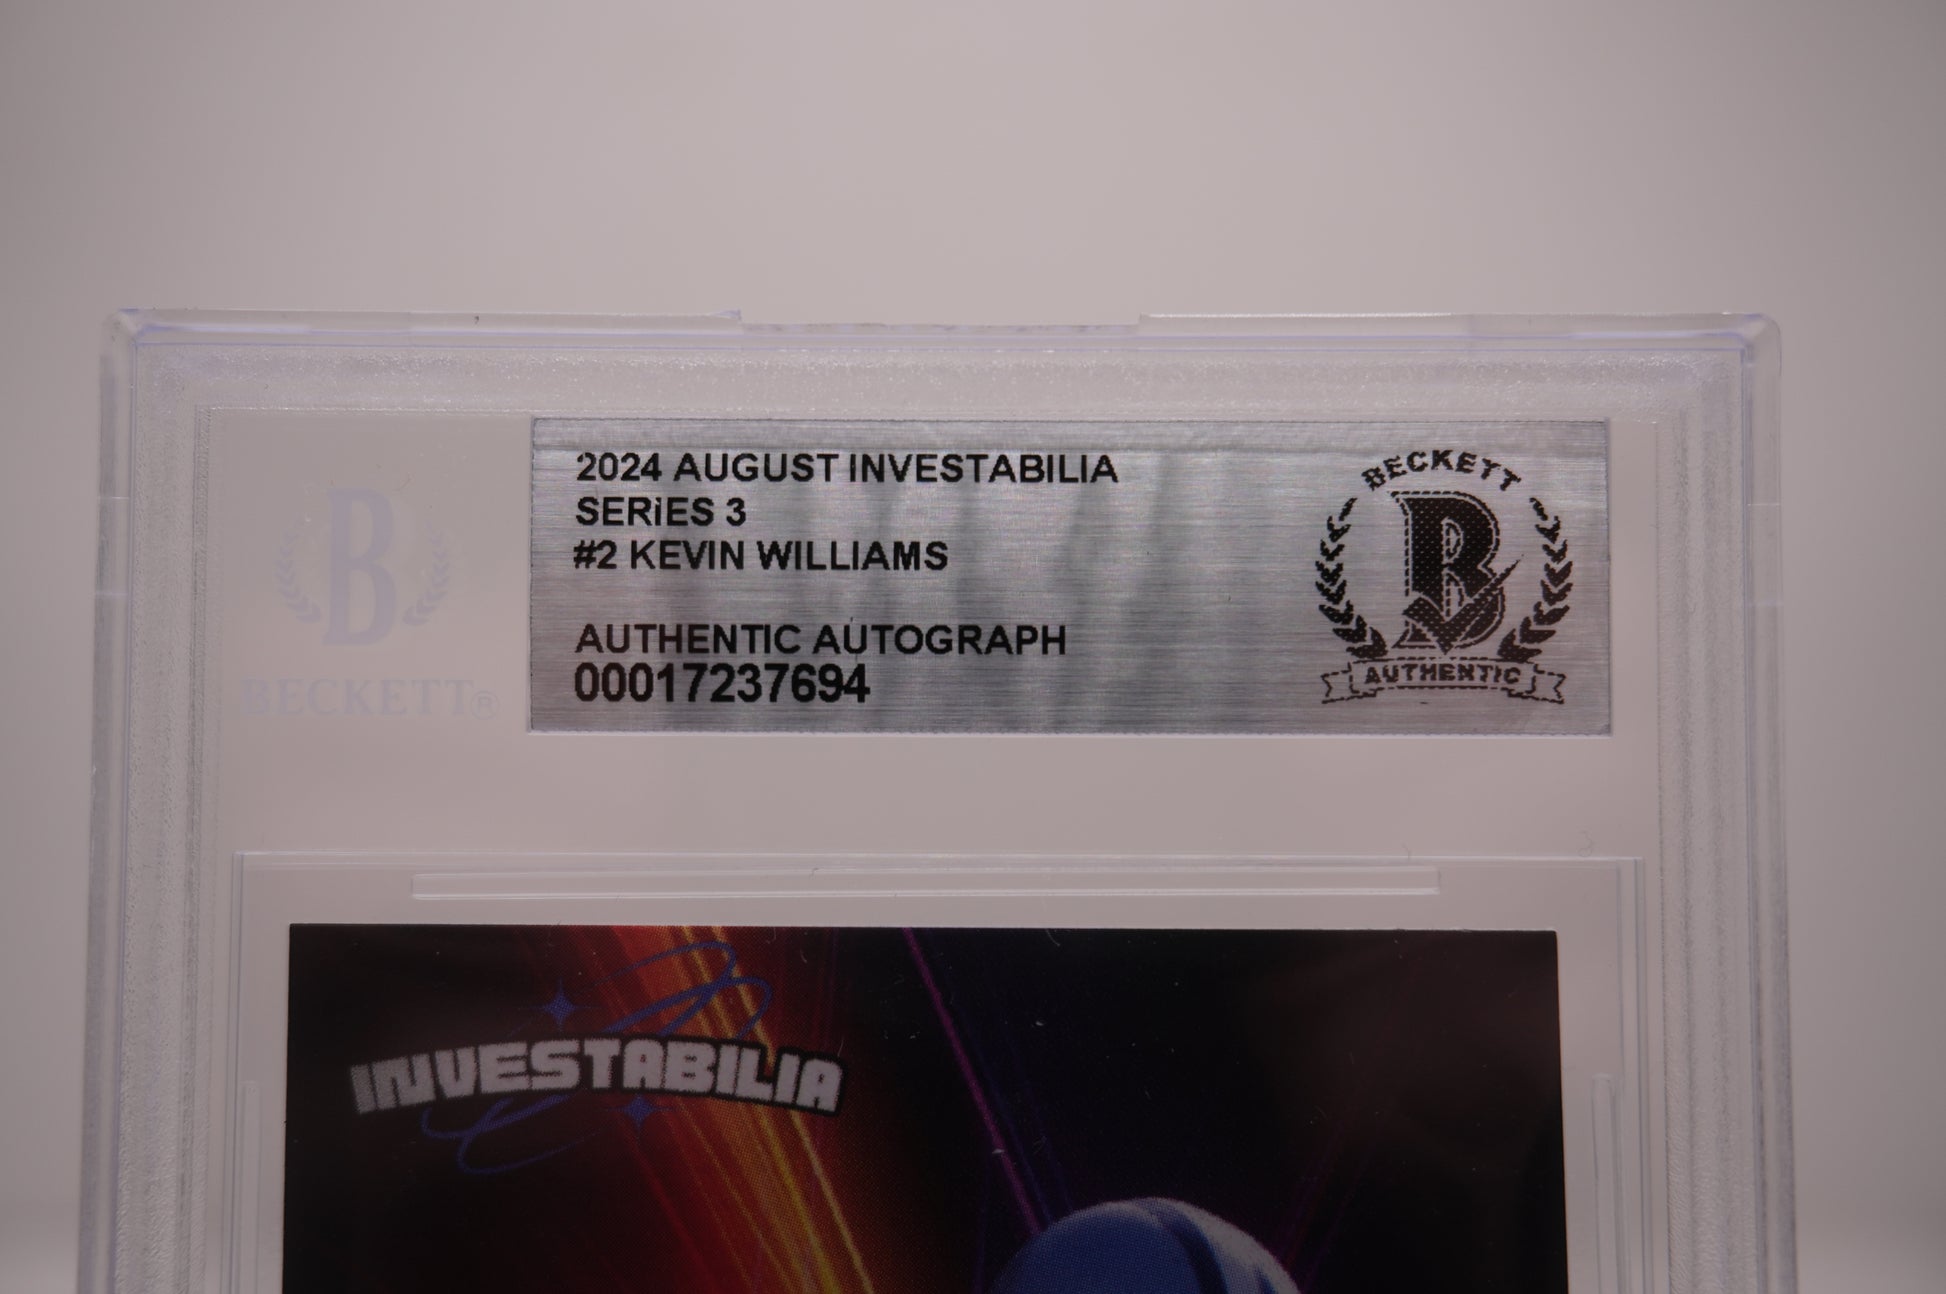 2024 AUGUST INVESTABILIA
SERiES 3
#2 KEVIN WILLIAMS
AUTHENTIC AUTOGRAPH
00017237694
BECKETT
B
AUTHENTIC
B
BECKETT®
INVESTABILIA